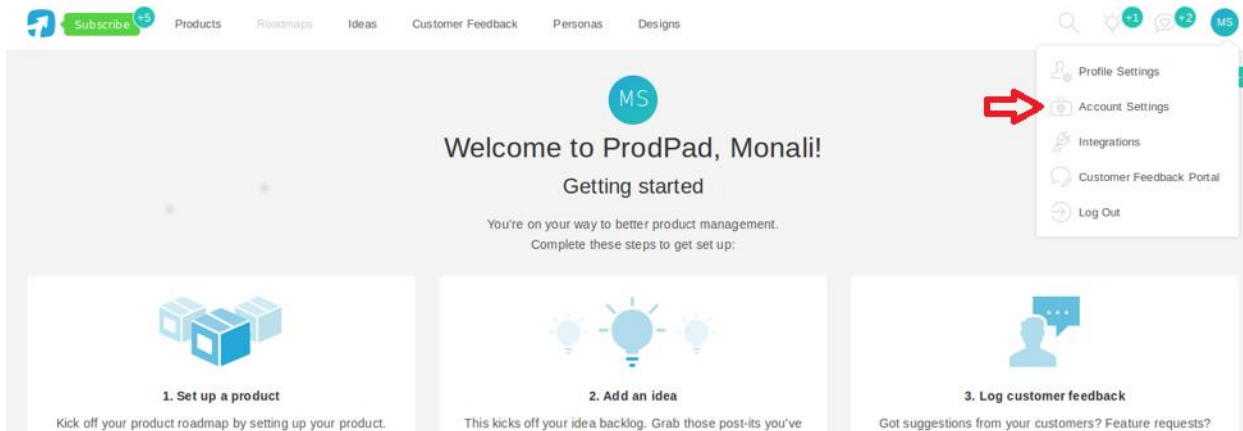 Subscribe +5 Products Roadmaps Ideas Customer Feedback Personas Designs +1 +2 MS
Profile Settings
Account Settings
Integrations
Customer Feedback Portal
Log Out
MS
Welcome to ProdPad, Monali!
Getting started
You're on your way to better product management.
Complete these steps to get set up:
1. Set up a product
Kick off your product roadmap by setting up your product.
2. Add an idea
This kicks off your idea backlog. Grab those post-its you've
3. Log customer feedback
Got suggestions from your customers? Feature requests?